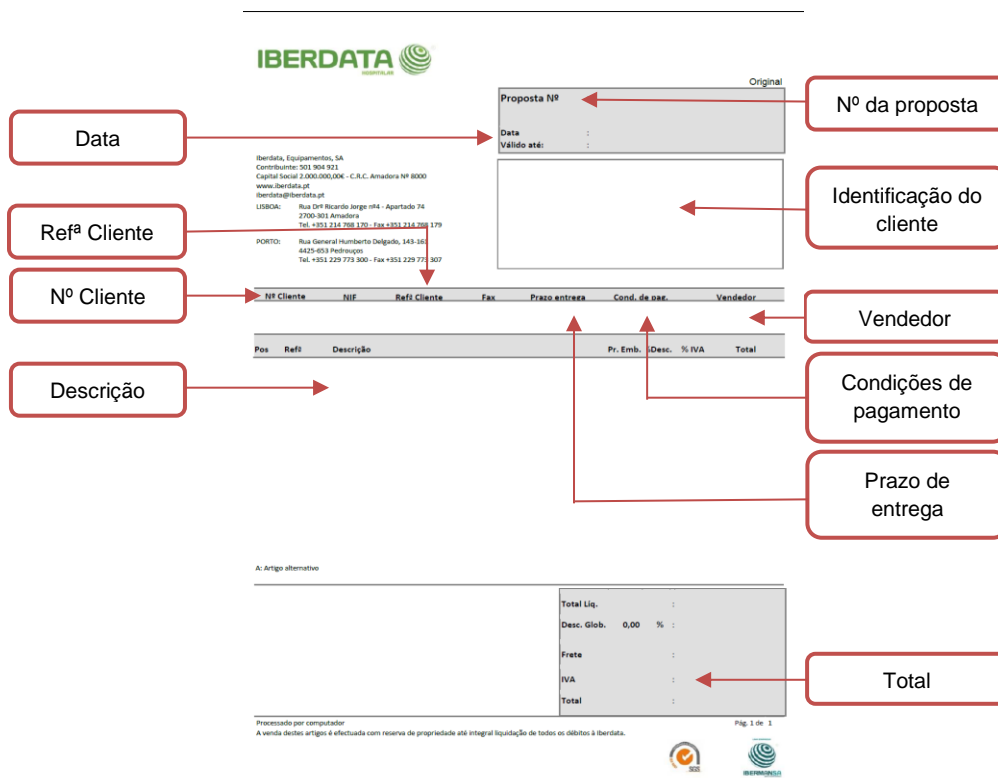 IBERDATA
HOSPITALAR
Original
Proposta Nº
Nº da proposta
Data
Data :
Válido até: :
Iberdata, Equipamentos, SA
Contribuinte: 501 904 921
Capital Social 2.000.000,00€ - C.R.C. Amadora Nº 8000
www.iberdata.pt
iberdata@iberdata.pt
LISBOA: Rua Drº Ricardo Jorge nº4 - Apartado 74
2700-301 Amadora
Tel. +351 214 768 170 - Fax +351 214 768 179
Identificação do
cliente
Refª Cliente
PORTO: Rua General Humberto Delgado, 143-161
4425-653 Pedrouços
Tel. +351 229 773 300 - Fax +351 229 773 307
Nº Cliente
Nº Cliente NIF Refª Cliente Fax Prazo entrega Cond. de pag. Vendedor
Vendedor
Pos Refª Descrição Pr. Emb. %Desc. % IVA Total
Descrição
Condições de
pagamento
Prazo de
entrega
A: Artigo alternativo
Total Liq. :
Desc. Glob. 0,00 % :
Frete :
IVA :
Total
Total :
Processado por computador Pág. 1 de 1
A venda destes artigos é efectuada com reserva de propriedade até integral liquidação de todos os débitos à Iberdata.
SGS